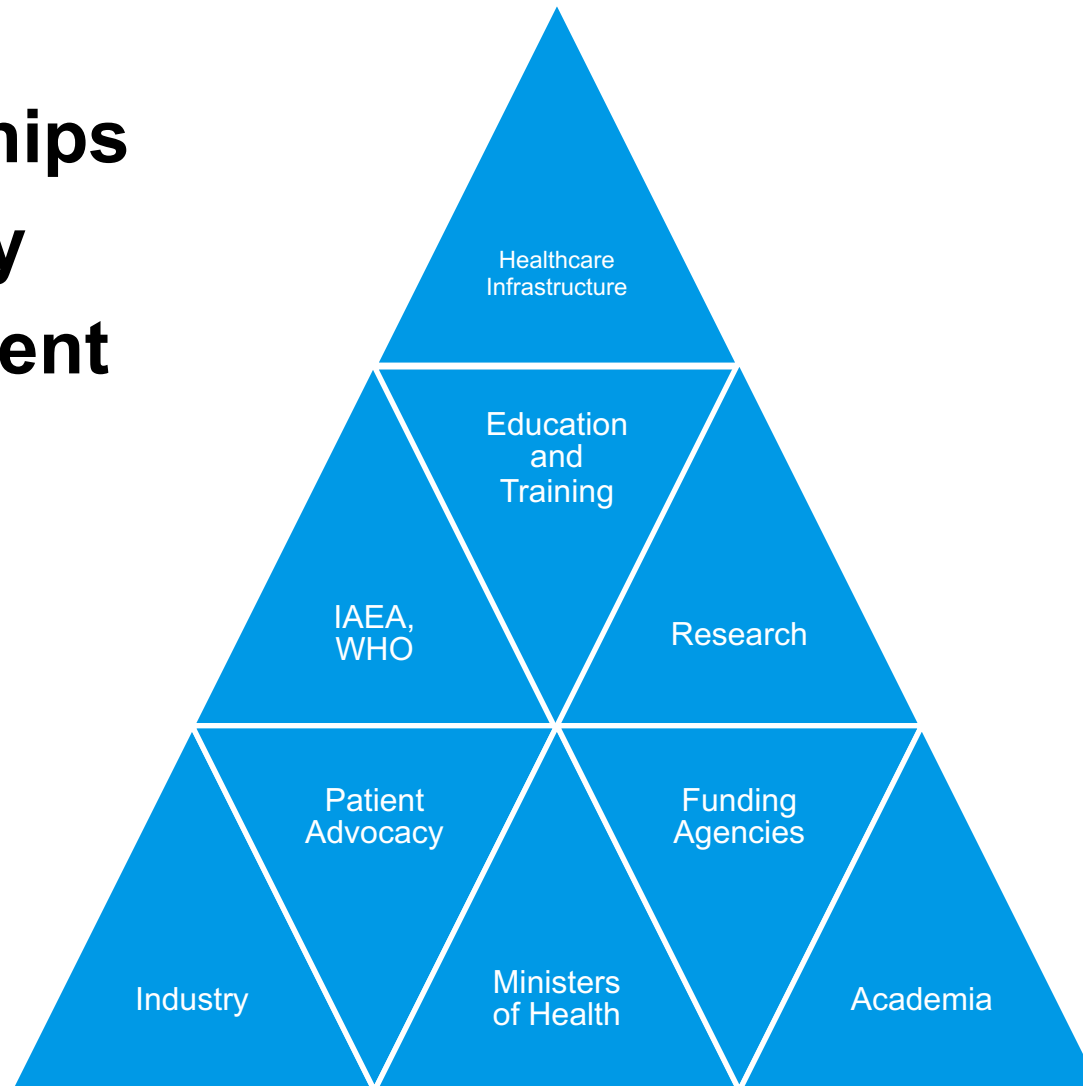 hips
y
ent
Healthcare
Infrastructure
Education
and
Training
IAEA,
WHO
Research
Patient
Advocacy
Funding
Agencies
Industry
Ministers
of Health
Academia